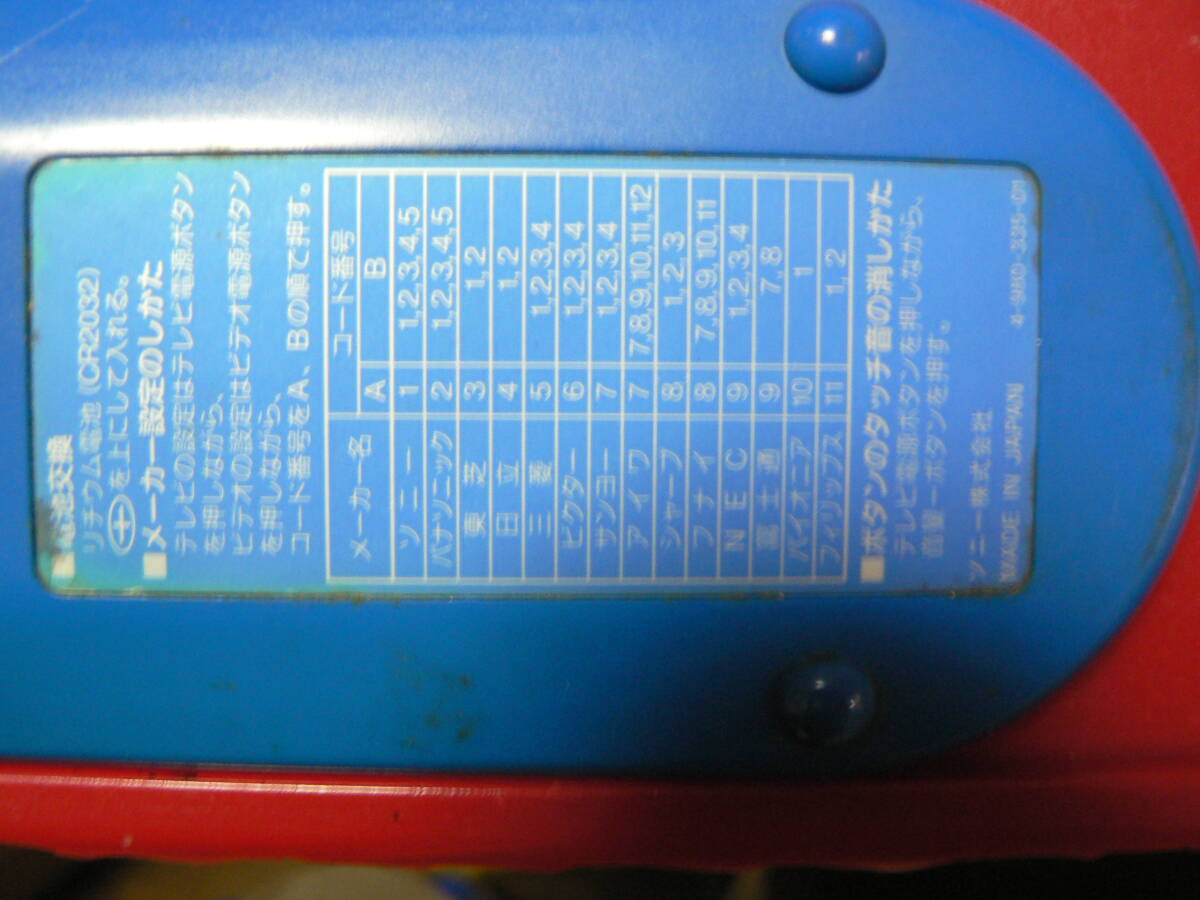 ■電池交換
リチウム電池(CR2032)
⊕を上にして入れる。
■メーカー設定のしかた
テレビの設定はテレビ電源ボタン
を押しながら、
ビデオの設定はビデオ電源ボタン
を押しながら、
コード番号をA、Bの順で押す。
メーカー名 コード番号
A B
ソニー 1 1,2,3,4,5
パナソニック 2 1,2,3,4,5
東芝 3 1,2
日立 4 1,2
三菱 5 1,2,3,4
ビクター 6 1,2,3,4
サンヨー 7 1,2,3,4
アイワ 7 7,8,9,10,11,12
シャープ 8 1,2,3
フナイ 8 7,8,9,10,11
NEC 9 1,2,3,4
富士通 9 7,8
パイオニア 10 1
フィリップス 11 1,2
■ボタンのタッチ音の消しかた
テレビ電源ボタンを押しながら、
音量－ボタンを押す。
ソニー株式会社
MADE IN JAPAN 4-980-335-01